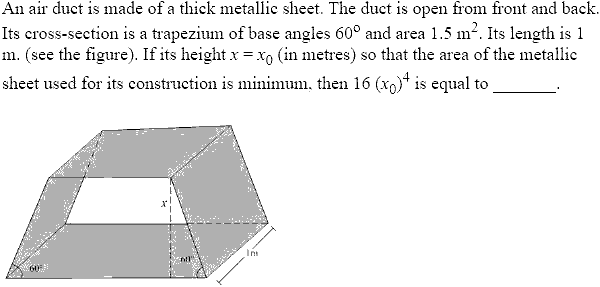 An air duct is made of a thick metallic sheet. The duct is open from front and back.
Its cross-section is a trapezium of base angles 60⁰ and area 1.5 m². Its length is 1
m. (see the figure). If its height x = x₀ (in metres) so that the area of the metallic
sheet used for its construction is minimum, then 16 (x₀)⁴ is equal to ________.
x
60°
60°
1m